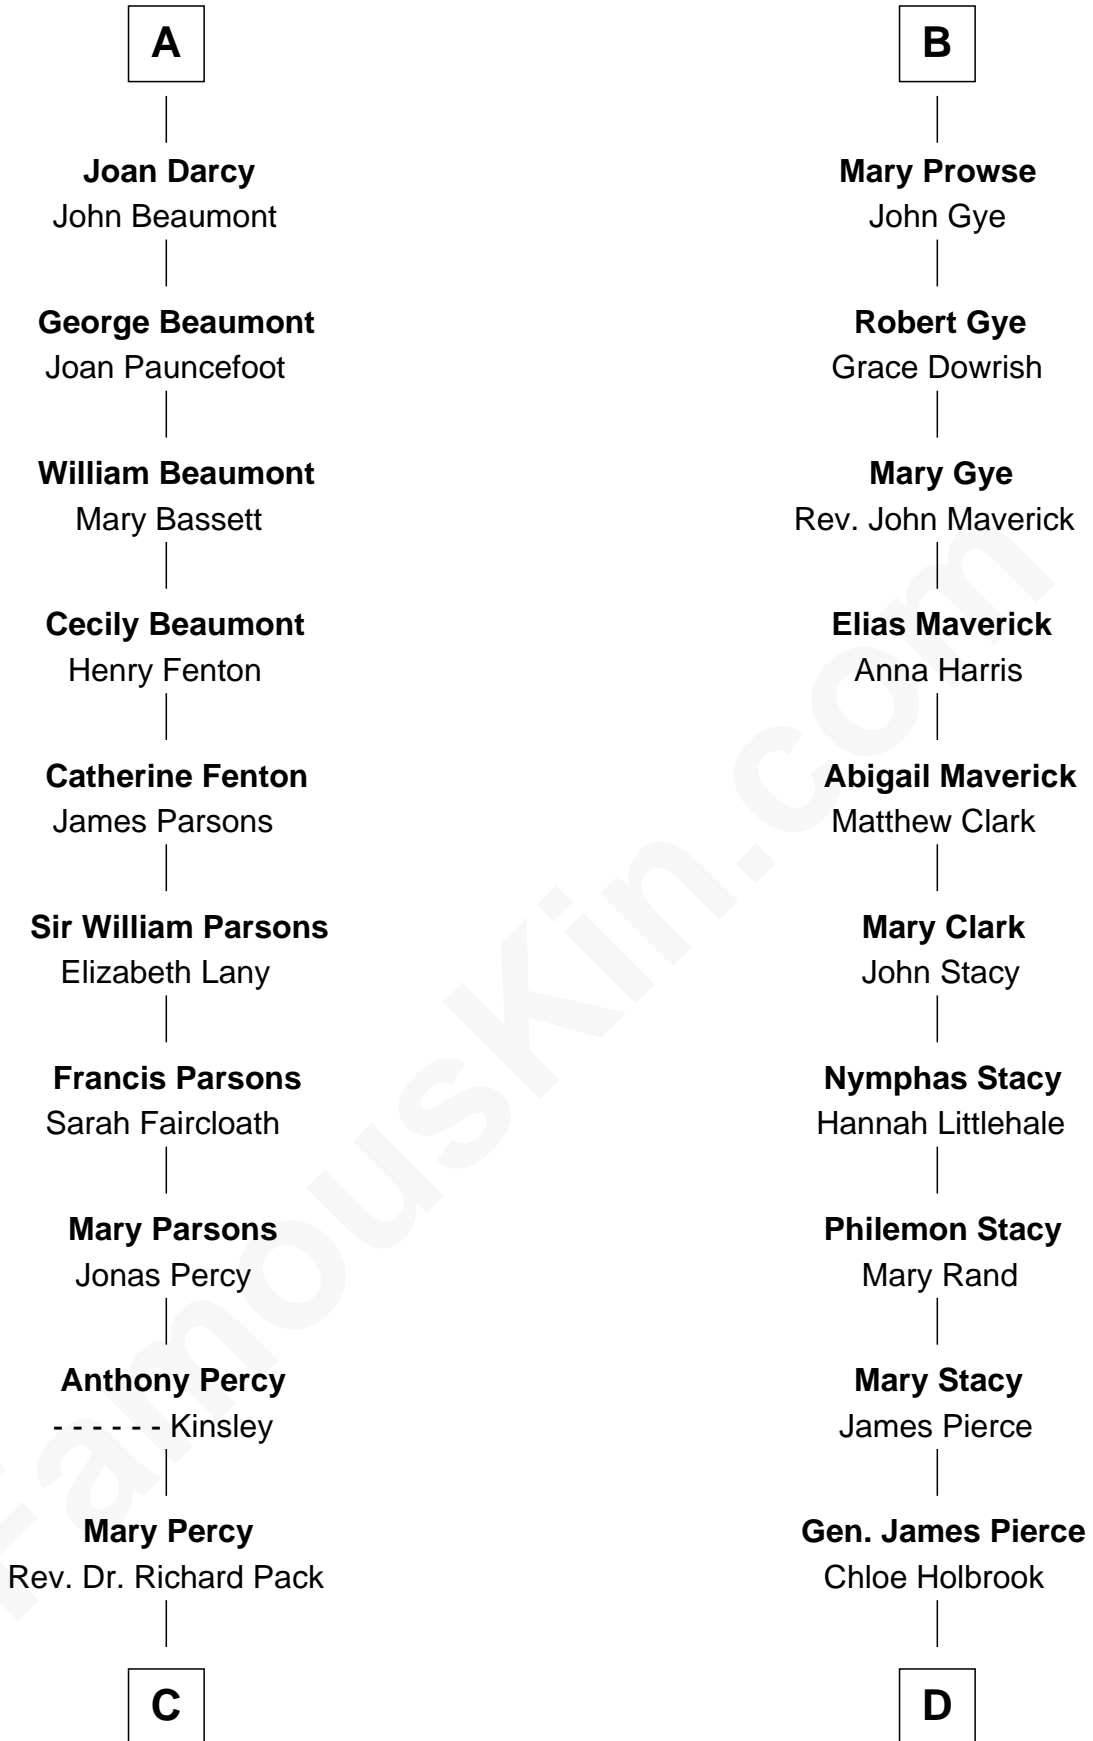 A
Joan Darcy
John Beaumont
George Beaumont
Joan Pauncefoot
William Beaumont
Mary Bassett
Cecily Beaumont
Henry Fenton
Catherine Fenton
James Parsons
Sir William Parsons
Elizabeth Lany
Francis Parsons
Sarah Faircloath
Mary Parsons
Jonas Percy
Anthony Percy
- - - - - - Kinsley
Mary Percy
Rev. Dr. Richard Pack
C
B
Mary Prowse
John Gye
Robert Gye
Grace Dowrish
Mary Gye
Rev. John Maverick
Elias Maverick
Anna Harris
Abigail Maverick
Matthew Clark
Mary Clark
John Stacy
Nymphas Stacy
Hannah Littlehale
Philemon Stacy
Mary Rand
Mary Stacy
James Pierce
Gen. James Pierce
Chloe Holbrook
D
FamousKin.com